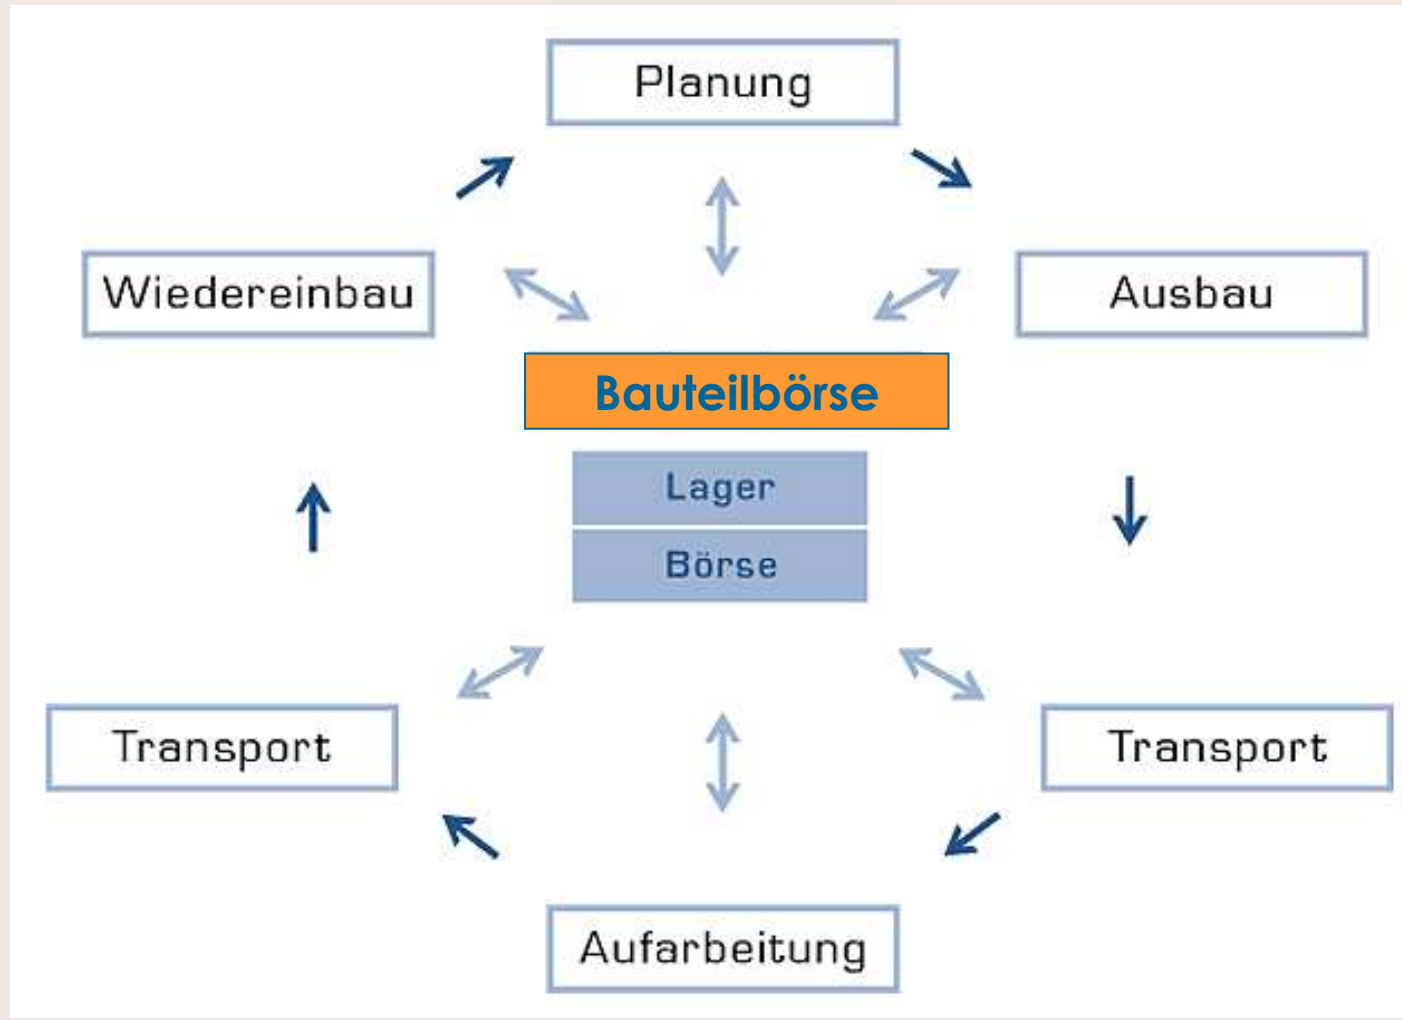 Planung
Wiedereinbau
Ausbau
Bauteilbörse
Lager
Börse
Transport
Transport
Aufarbeitung